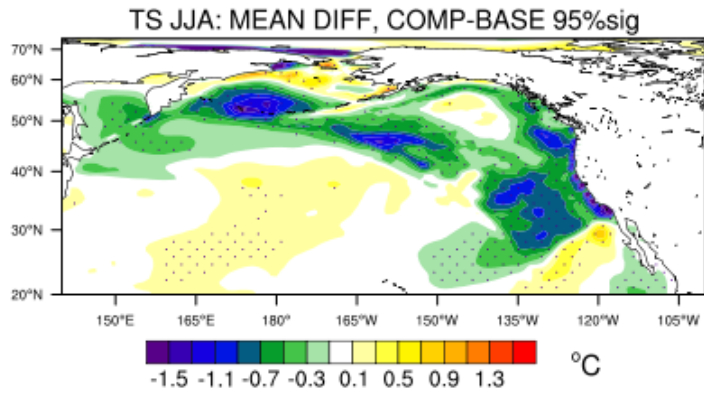 TS JJA: MEAN DIFF, COMP-BASE 95%sig
70°N
60°N
50°N
40°N
30°N
20°N
150°E 165°E 180° 165°W 150°W 135°W 120°W 105°W
-1.5 -1.1 -0.7 -0.3 0.1 0.5 0.9 1.3
°C